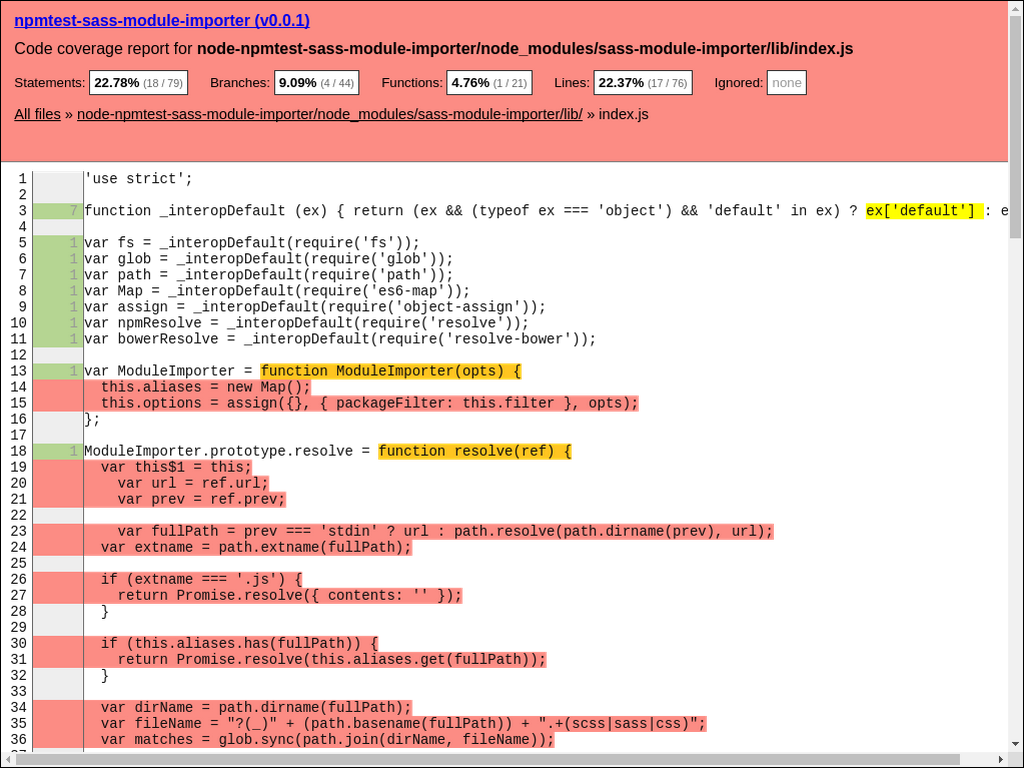 npmtest-sass-module-importer (v0.0.1)
Code coverage report for node-npmtest-sass-module-importer/node_modules/sass-module-importer/lib/index.js
Statements: 22.78% (18 / 79) Branches: 9.09% (4 / 44) Functions: 4.76% (1 / 21) Lines: 22.37% (17 / 76) Ignored: none
All files » node-npmtest-sass-module-importer/node_modules/sass-module-importer/lib/ » index.js
1 'use strict';
2
3 7 function _interopDefault (ex) { return (ex && (typeof ex === 'object') && 'default' in ex) ? ex['default'] : e
4
5 1 var fs = _interopDefault(require('fs'));
6 1 var glob = _interopDefault(require('glob'));
7 1 var path = _interopDefault(require('path'));
8 1 var Map = _interopDefault(require('es6-map'));
9 1 var assign = _interopDefault(require('object-assign'));
10 1 var npmResolve = _interopDefault(require('resolve'));
11 1 var bowerResolve = _interopDefault(require('resolve-bower'));
12
13 1 var ModuleImporter = function ModuleImporter(opts) {
14 this.aliases = new Map();
15 this.options = assign({}, { packageFilter: this.filter }, opts);
16 };
17
18 1 ModuleImporter.prototype.resolve = function resolve(ref) {
19 var this$1 = this;
20 var url = ref.url;
21 var prev = ref.prev;
22
23 var fullPath = prev === 'stdin' ? url : path.resolve(path.dirname(prev), url);
24 var extname = path.extname(fullPath);
25
26 if (extname === '.js') {
27 return Promise.resolve({ contents: '' });
28 }
29
30 if (this.aliases.has(fullPath)) {
31 return Promise.resolve(this.aliases.get(fullPath));
32 }
33
34 var dirName = path.dirname(fullPath);
35 var fileName = "?(_)" + (path.basename(fullPath)) + ".+(scss|sass|css)";
36 var matches = glob.sync(path.join(dirName, fileName));